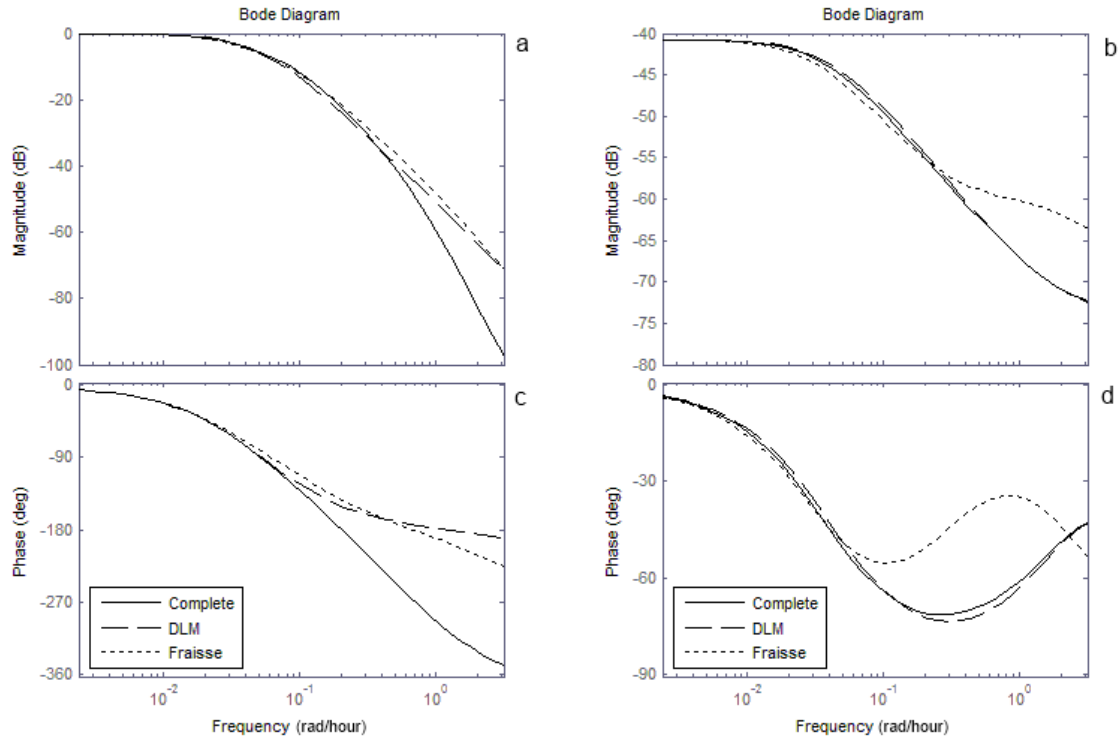 Bode Diagram
a
0
-20
-40
-60
-80
-100
Magnitude (dB)
Bode Diagram
b
-40
-45
-50
-55
-60
-65
-70
-75
-80
Magnitude (dB)
c
0
-90
-180
-270
-360
Phase (deg)
Complete
DLM
Fraisse
10^-2
10^-1
10^0
Frequency (rad/hour)
d
0
-30
-60
-90
Phase (deg)
Complete
DLM
Fraisse
10^-2
10^-1
10^0
Frequency (rad/hour)